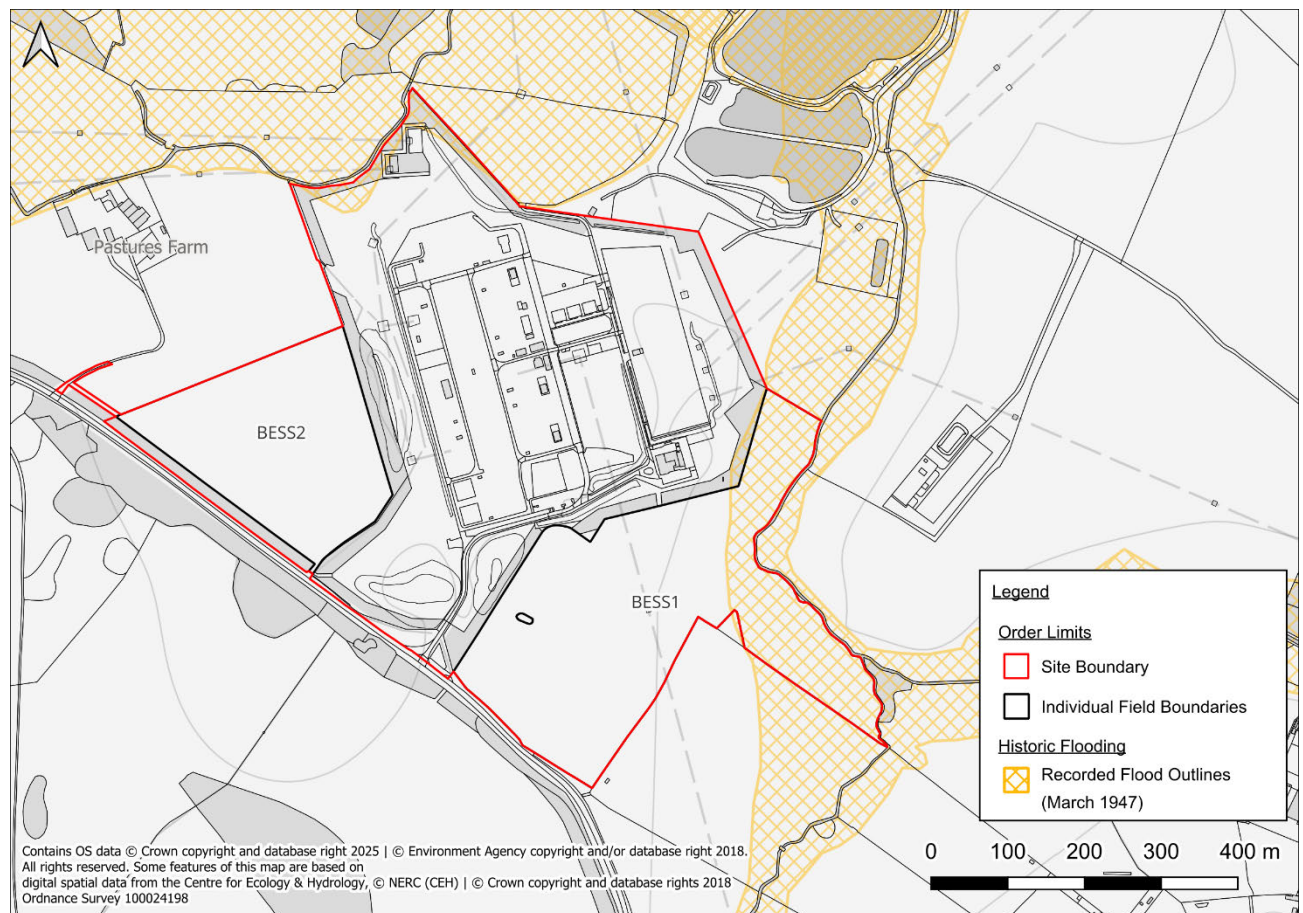 Pastures Farm
BESS2
BESS1
Legend
Order Limits
Site Boundary
Individual Field Boundaries
Historic Flooding
Recorded Flood Outlines
(March 1947)
Contains OS data © Crown copyright and database right 2025 | © Environment Agency copyright and/or database right 2018.
All rights reserved. Some features of this map are based on
digital spatial data from the Centre for Ecology & Hydrology, © NERC (CEH) | © Crown copyright and database rights 2018
Ordnance Survey 100024198
0 100 200 300 400 m